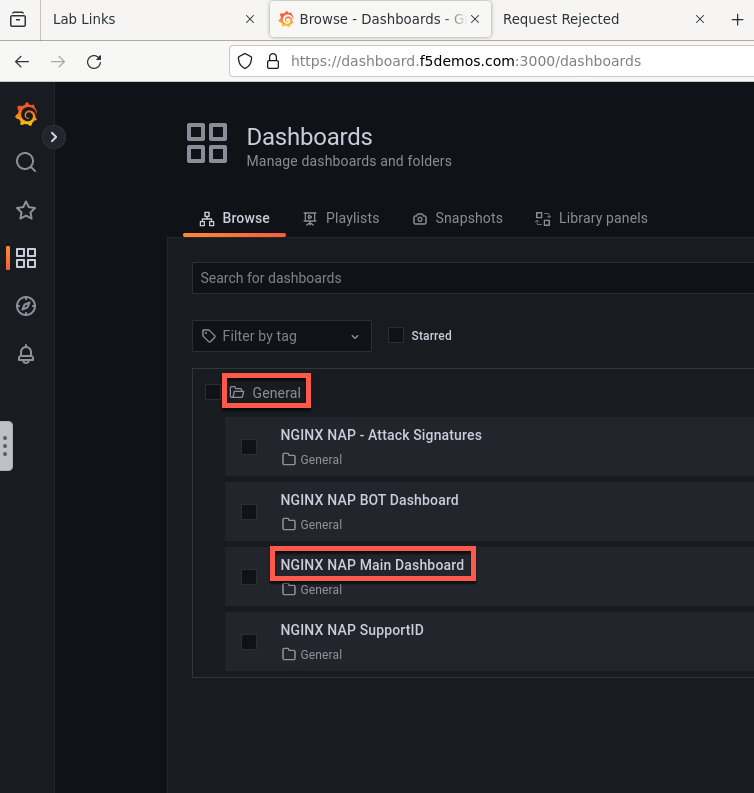 Lab Links
Browse - Dashboards - G
Request Rejected
https://dashboard.f5demos.com:3000/dashboards
Dashboards
Manage dashboards and folders
Browse Playlists Snapshots Library panels
Search for dashboards
Filter by tag Starred
General
NGINX NAP - Attack Signatures
General
NGINX NAP BOT Dashboard
General
NGINX NAP Main Dashboard
General
NGINX NAP SupportID
General